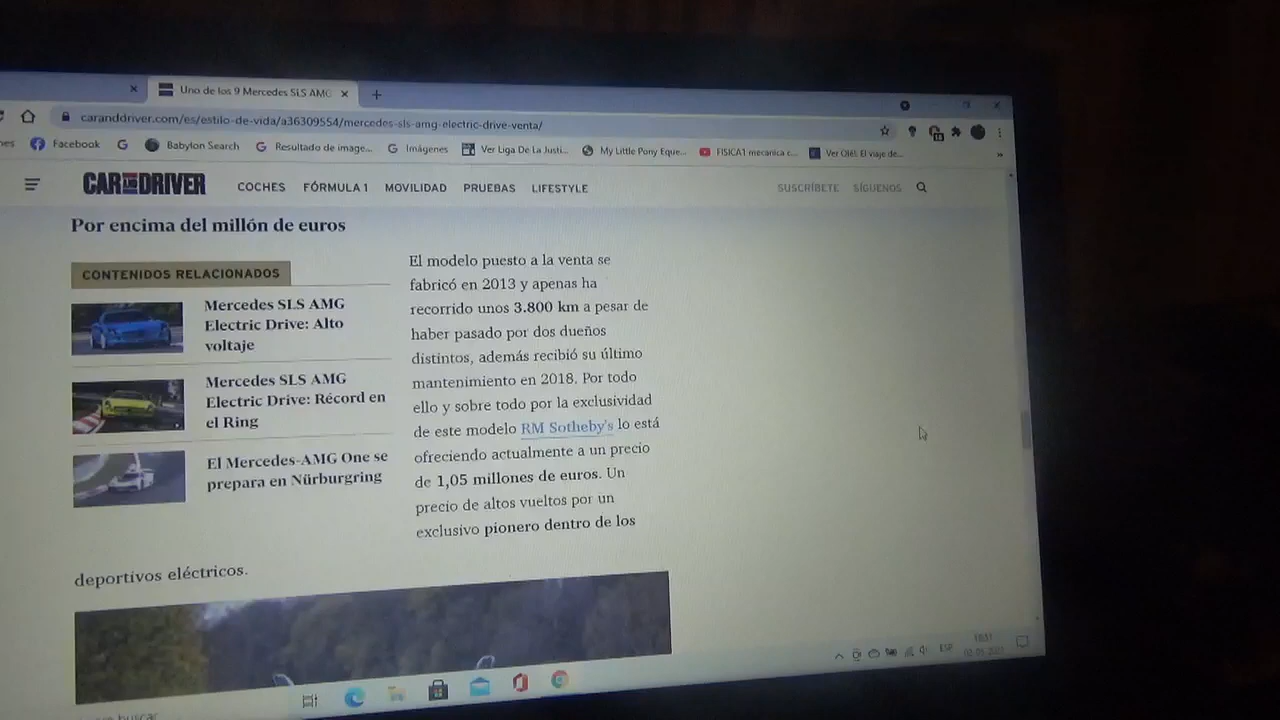 Uno de los 9 Mercedes SLS AMG
caranddriver.com/es/estilo-de-vida/a36309554/mercedes-sls-amg-electric-drive-venta/
Facebook
Babylon Search
Resultado de image...
Imágenes
Ver Liga De La Justi...
My Little Pony Eque...
FISICA1 mecanica c...
Ver Olé!: El viaje de...
»
CAR AND DRIVER
COCHES
FÓRMULA 1
MOVILIDAD
PRUEBAS
LIFESTYLE
SUSCRÍBETE
SÍGUENOS
Por encima del millón de euros
CONTENIDOS RELACIONADOS
Mercedes SLS AMG
Electric Drive: Alto
voltaje
Mercedes SLS AMG
Electric Drive: Récord en
el Ring
El Mercedes-AMG One se
prepara en Nürburgring
El modelo puesto a la venta se
fabricó en 2013 y apenas ha
recorrido unos 3.800 km a pesar de
haber pasado por dos dueños
distintos, además recibió su último
mantenimiento en 2018. Por todo
ello y sobre todo por la exclusividad
de este modelo RM Sotheby's lo está
ofreciendo actualmente a un precio
de 1,05 millones de euros. Un
precio de altos vueltos por un
exclusivo pionero dentro de los
deportivos eléctricos.
ESP
buscar